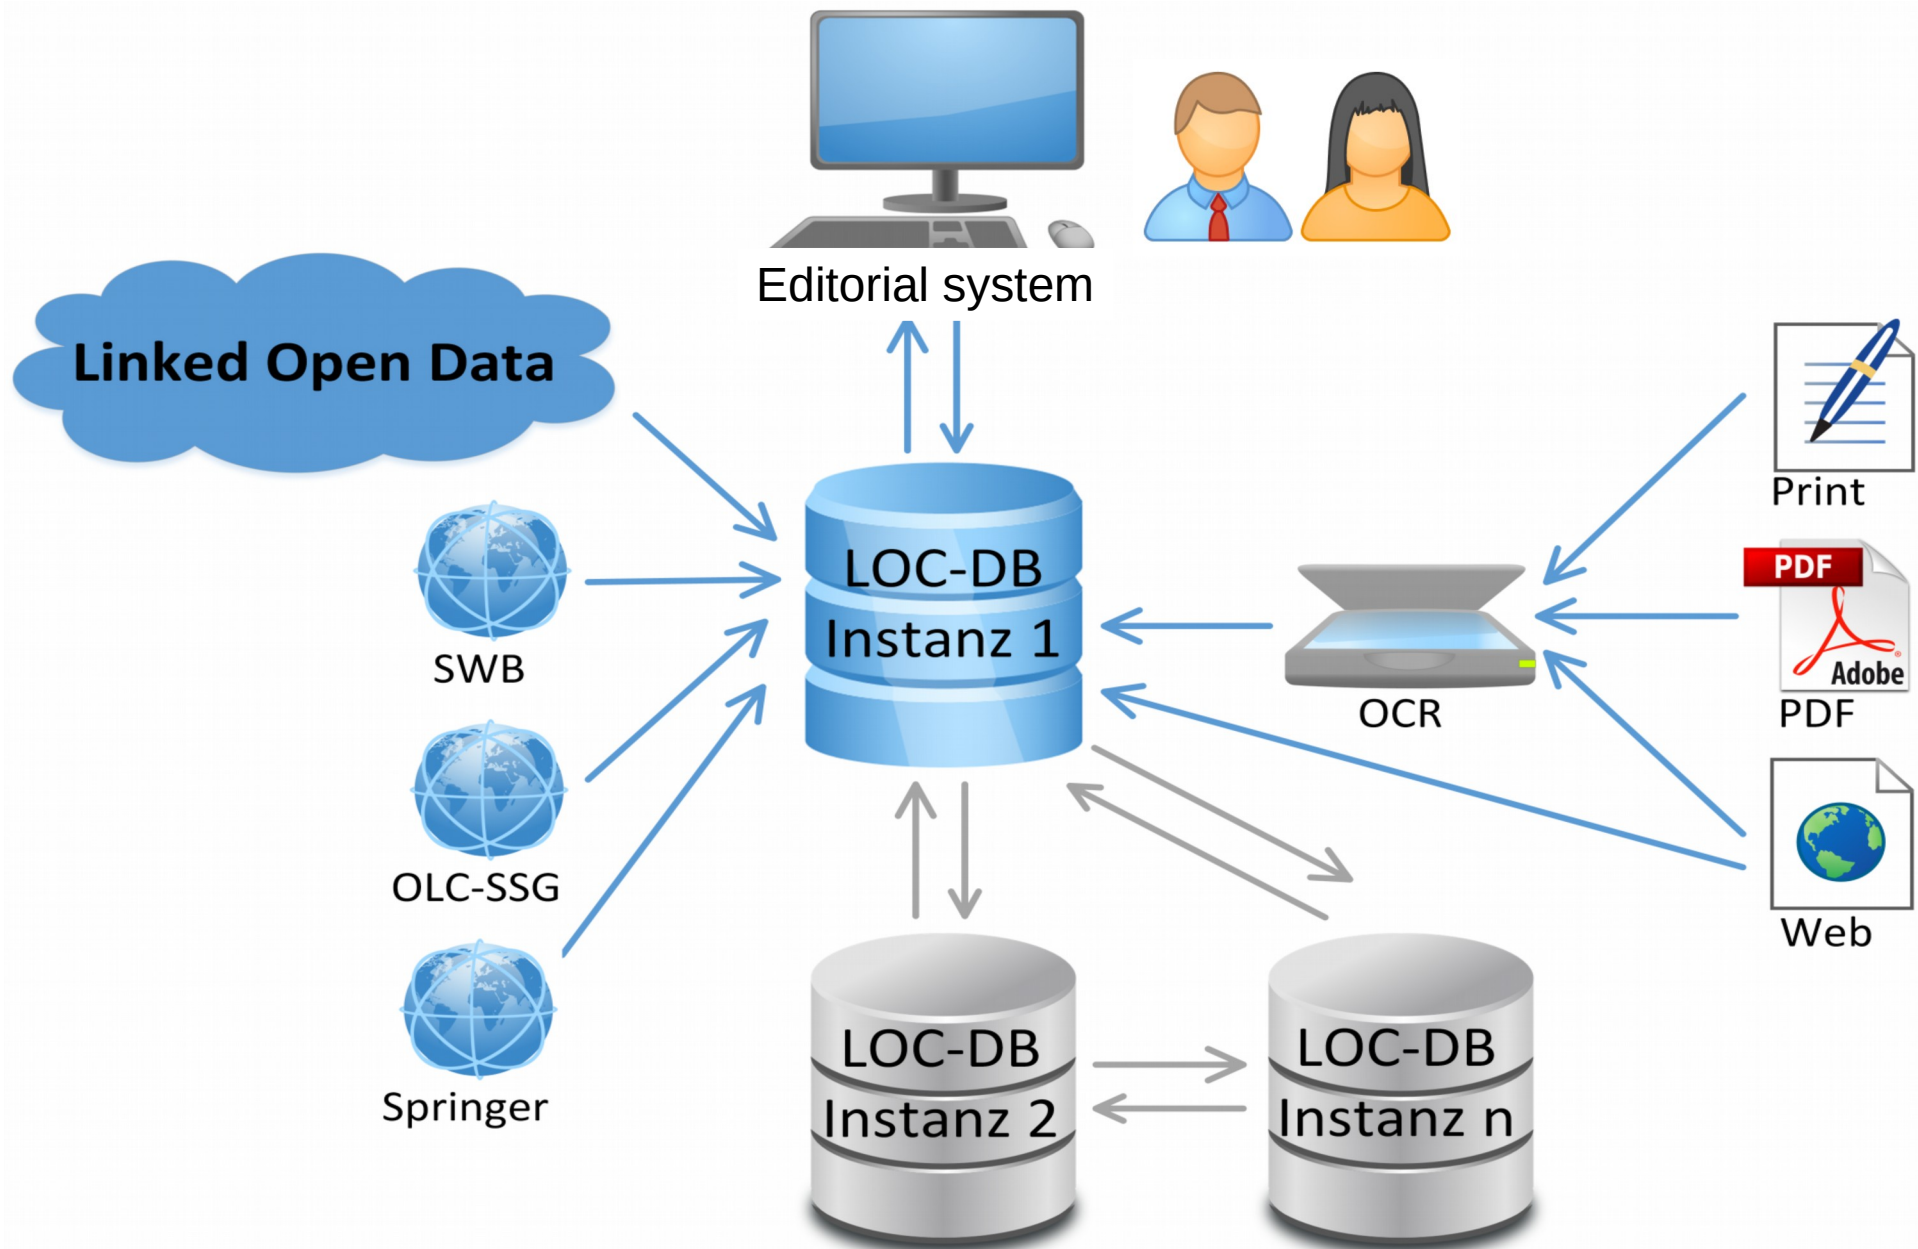 Editorial system
Linked Open Data
Print
LOC-DB
Instanz 1
PDF
Adobe
PDF
SWB
OCR
OLC-SSG
Web
LOC-DB
Instanz 2
LOC-DB
Instanz n
Springer